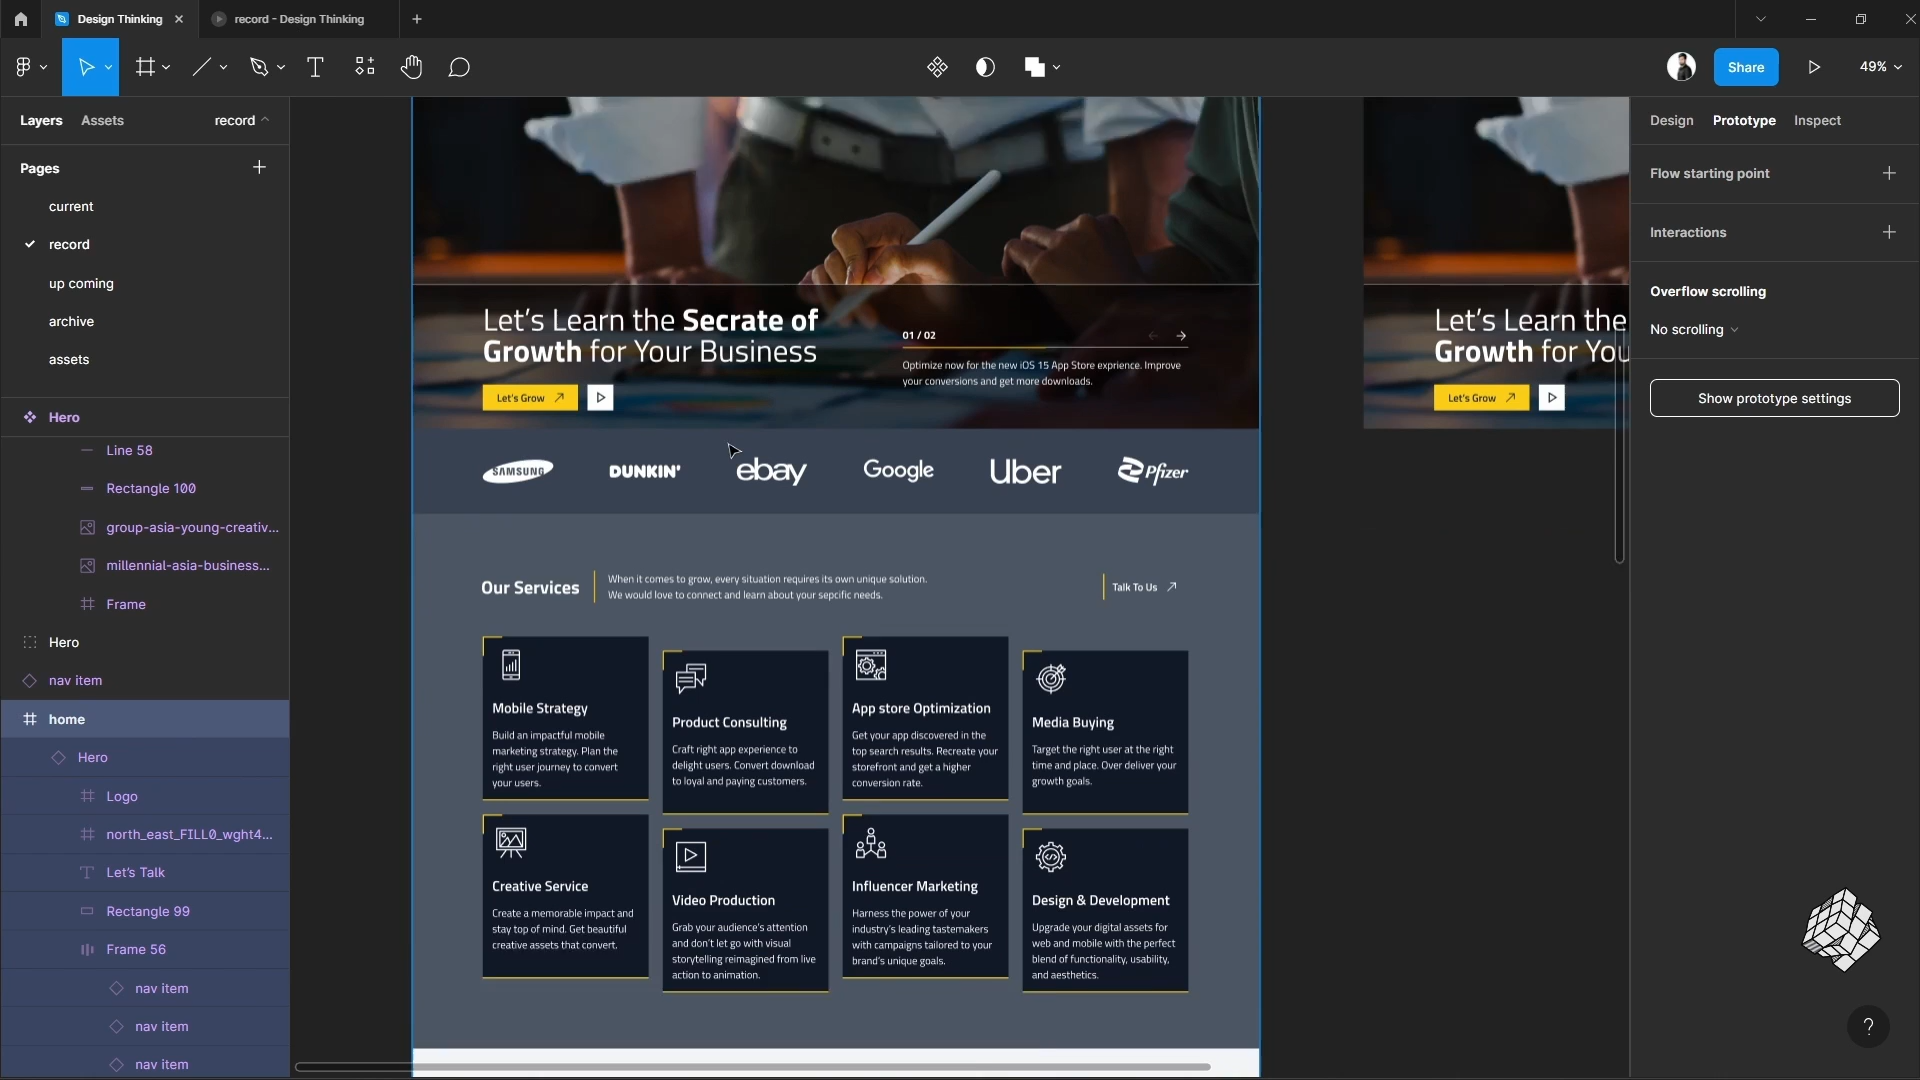 Design Thinking
record - Design Thinking
Share
49%
Layers
Assets
record
Design
Prototype
Inspect
Pages
current
record
up coming
archive
assets
Hero
Line 58
Rectangle 100
group-asia-young-creativ...
millennial-asia-business...
Frame
Hero
nav item
home
Hero
Logo
north_east_FILL0_wght4...
Let's Talk
Rectangle 99
Frame 56
nav item
nav item
nav item
Let's Learn the Secrate of
Growth for Your Business
Let's Grow
01 / 02
Optimize now for the new iOS 15 App Store exprience. Improve
your conversions and get more downloads.
SAMSUNG
DUNKIN'
ebay
Google
Uber
Pfizer
Our Services
When it comes to grow, every situation requires its own unique solution.
We would love to connect and learn about your sepcific needs.
Talk To Us
Mobile Strategy
Build an impactful mobile
marketing strategy. Plan the
right user journey to convert
your users.
Product Consulting
Craft right app experience to
delight users. Convert download
to loyal and paying customers.
App store Optimization
Get your app discovered in the
top search results. Recreate your
storefront and get a higher
conversion rate.
Media Buying
Target the right user at the right
time and place. Over deliver your
growth goals.
Creative Service
Create a memorable impact and
stay top of mind. Get beautiful
creative assets that convert.
Video Production
Grab your audience's attention
and don't let go with visual
storytelling reimagined from live
action to animation.
Influencer Marketing
Harness the power of your
industry's leading tastemakers
with campaigns tailored to your
brand's unique goals.
Design & Development
Upgrade your digital assets for
web and mobile with the perfect
blend of functionality, usability,
and aesthetics.
Let's Learn the
Growth for You
Let's Grow
Flow starting point
Interactions
Overflow scrolling
No scrolling
Show prototype settings
?